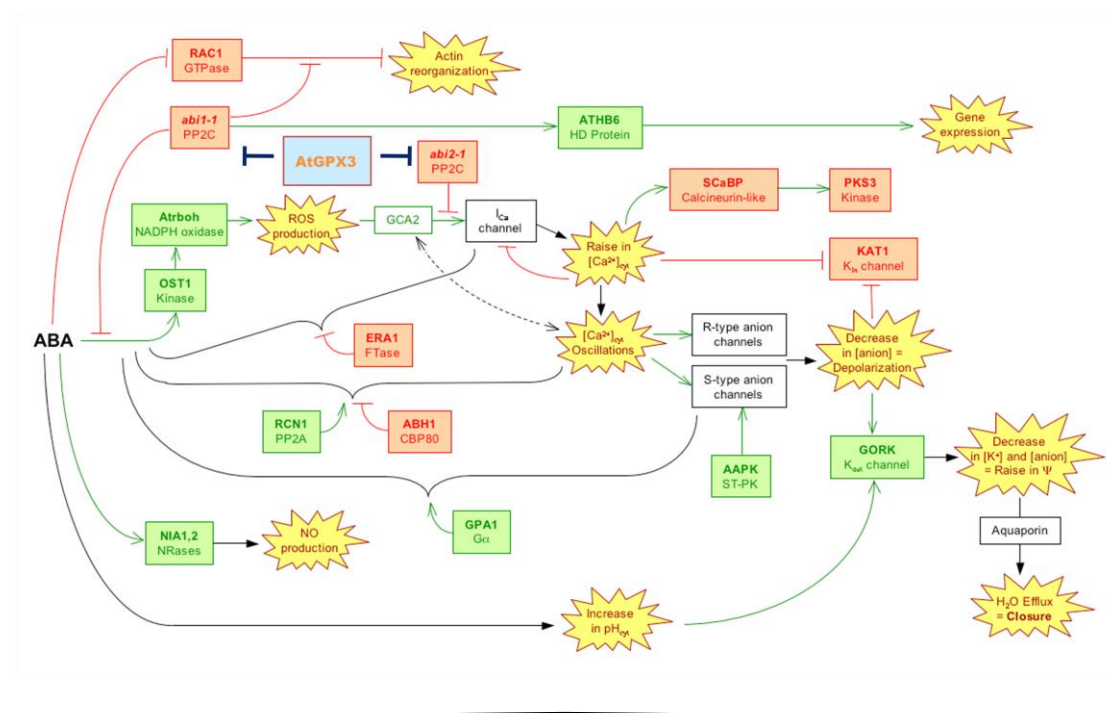 RAC1
GTPase
Actin
reorganization
abi1-1
PP2C
ATHB6
HD Protein
Gene
expression
AtGPX3
abi2-1
PP2C
SCaBP
Calcineurin-like
PKS3
Kinase
Atrboh
NADPH oxidase
ROS
production
GCA2
I Ca
channel
Raise in
[Ca²⁺]cyt
KAT1
K in channel
OST1
Kinase
ABA
ERA1
FTase
[Ca²⁺]cyt
Oscillations
R-type anion
channels
Decrease
in [anion] =
Depolarization
S-type anion
channels
RCN1
PP2A
ABH1
CBP80
GORK
K out channel
Decrease
in [K⁺] and [anion]
= Raise in Ψ
AAPK
ST-PK
GPA1
Gα
NIA1,2
NRases
NO
production
Aquaporin
Increase
in pHcyt
H₂O Efflux
= Closure